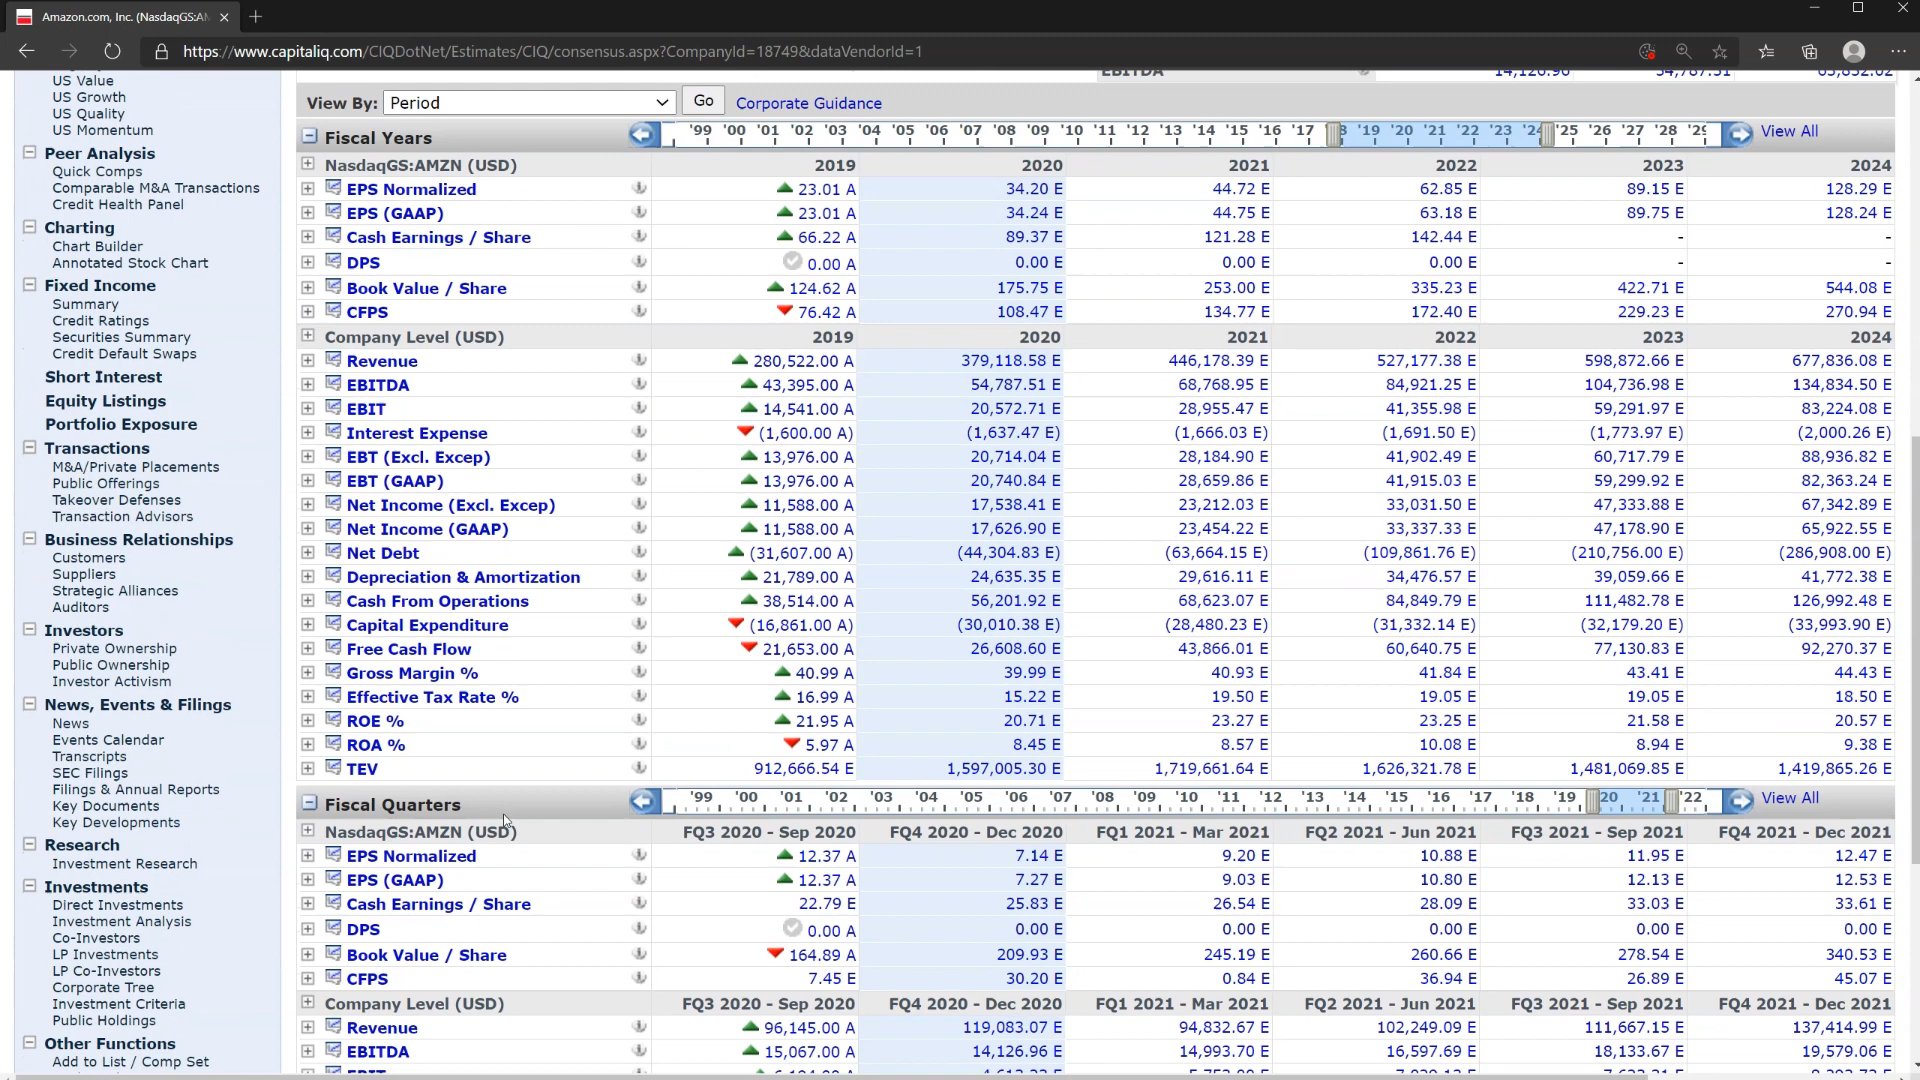 Amazon.com, Inc. (NasdaqGS:AM
https://www.capitaliq.com/CIQDotNet/Estimates/CIQ/consensus.aspx?CompanyId=18749&dataVendorId=1
US Value
US Growth
US Quality
US Momentum
Peer Analysis
Quick Comps
Comparable M&A Transactions
Credit Health Panel
Charting
Chart Builder
Annotated Stock Chart
Fixed Income
Summary
Credit Ratings
Securities Summary
Credit Default Swaps
Short Interest
Equity Listings
Portfolio Exposure
Transactions
M&A/Private Placements
Public Offerings
Takeover Defenses
Transaction Advisors
Business Relationships
Customers
Suppliers
Strategic Alliances
Auditors
Investors
Private Ownership
Public Ownership
Investor Activism
News, Events & Filings
News
Events Calendar
Transcripts
SEC Filings
Filings & Annual Reports
Key Documents
Key Developments
Research
Investment Research
Investments
Direct Investments
Investment Analysis
Co-Investors
LP Investments
LP Co-Investors
Corporate Tree
Investment Criteria
Public Holdings
Other Functions
Add to List / Comp Set
EBITDA 14,126.96 54,787.51
View By: Period Go Corporate Guidance
Fiscal Years '99 '00 '01 '02 '03 '04 '05 '06 '07 '08 '09 '10 '11 '12 '13 '14 '15 '16 '17 '19 '20 '21 '22 '23 '24 '25 '26 '27 '28 View All
NasdaqGS:AMZN (USD) 2019 2020 2021 2022 2023 2024
EPS Normalized 23.01 A 34.20 E 44.72 E 62.85 E 89.15 E 128.29 E
EPS (GAAP) 23.01 A 34.24 E 44.75 E 63.18 E 89.75 E 128.24 E
Cash Earnings / Share 66.22 A 89.37 E 121.28 E 142.44 E - -
DPS 0.00 A 0.00 E 0.00 E 0.00 E - -
Book Value / Share 124.62 A 175.75 E 253.00 E 335.23 E 422.71 E 544.08 E
CFPS 76.42 A 108.47 E 134.77 E 172.40 E 229.23 E 270.94 E
Company Level (USD) 2019 2020 2021 2022 2023 2024
Revenue 280,522.00 A 379,118.58 E 446,178.39 E 527,177.38 E 598,872.66 E 677,836.08 E
EBITDA 43,395.00 A 54,787.51 E 68,768.95 E 84,921.25 E 104,736.98 E 134,834.50 E
EBIT 14,541.00 A 20,572.71 E 28,955.47 E 41,355.98 E 59,291.97 E 83,224.08 E
Interest Expense (1,600.00 A) (1,637.47 E) (1,666.03 E) (1,691.50 E) (1,773.97 E) (2,000.26 E)
EBT (Excl. Excep) 13,976.00 A 20,714.04 E 28,184.90 E 41,902.49 E 60,717.79 E 88,936.82 E
EBT (GAAP) 13,976.00 A 20,740.84 E 28,659.86 E 41,915.03 E 59,299.92 E 82,363.24 E
Net Income (Excl. Excep) 11,588.00 A 17,538.41 E 23,212.03 E 33,031.50 E 47,333.88 E 67,342.89 E
Net Income (GAAP) 11,588.00 A 17,626.90 E 23,454.22 E 33,337.33 E 47,178.90 E 65,922.55 E
Net Debt (31,607.00 A) (44,304.83 E) (63,664.15 E) (109,861.76 E) (210,756.00 E) (286,908.00 E)
Depreciation & Amortization 21,789.00 A 24,635.35 E 29,616.11 E 34,476.57 E 39,059.66 E 41,772.38 E
Cash From Operations 38,514.00 A 56,201.92 E 68,623.07 E 84,849.79 E 111,482.78 E 126,992.48 E
Capital Expenditure (16,861.00 A) (30,010.38 E) (28,480.23 E) (31,332.14 E) (32,179.20 E) (33,993.90 E)
Free Cash Flow 21,653.00 A 26,608.60 E 43,866.01 E 60,640.75 E 77,130.83 E 92,270.37 E
Gross Margin % 40.99 A 39.99 E 40.93 E 41.84 E 43.41 E 44.43 E
Effective Tax Rate % 16.99 A 15.22 E 19.50 E 19.05 E 19.05 E 18.50 E
ROE % 21.95 A 20.71 E 23.27 E 23.25 E 21.58 E 20.57 E
ROA % 5.97 A 8.45 E 8.57 E 10.08 E 8.94 E 9.38 E
TEV 912,666.54 E 1,597,005.30 E 1,719,661.64 E 1,626,321.78 E 1,481,069.85 E 1,419,865.26 E
Fiscal Quarters '99 '00 '01 '02 '03 '04 '05 '06 '07 '08 '09 '10 '11 '12 '13 '14 '15 '16 '17 '18 '19 20 '21 '22 View All
NasdaqGS:AMZN (USD) FQ3 2020 - Sep 2020 FQ4 2020 - Dec 2020 FQ1 2021 - Mar 2021 FQ2 2021 - Jun 2021 FQ3 2021 - Sep 2021 FQ4 2021 - Dec 2021
EPS Normalized 12.37 A 7.14 E 9.20 E 10.88 E 11.95 E 12.47 E
EPS (GAAP) 12.37 A 7.27 E 9.03 E 10.80 E 12.13 E 12.53 E
Cash Earnings / Share 22.79 E 25.83 E 26.54 E 28.09 E 33.03 E 33.61 E
DPS 0.00 A 0.00 E 0.00 E 0.00 E 0.00 E 0.00 E
Book Value / Share 164.89 A 209.93 E 245.19 E 260.66 E 278.54 E 340.53 E
CFPS 7.45 E 30.20 E 0.84 E 36.94 E 26.89 E 45.07 E
Company Level (USD) FQ3 2020 - Sep 2020 FQ4 2020 - Dec 2020 FQ1 2021 - Mar 2021 FQ2 2021 - Jun 2021 FQ3 2021 - Sep 2021 FQ4 2021 - Dec 2021
Revenue 96,145.00 A 119,083.07 E 94,832.67 E 102,249.09 E 111,667.15 E 137,414.99 E
EBITDA 15,067.00 A 14,126.96 E 14,993.70 E 16,597.69 E 18,133.67 E 19,579.06 E